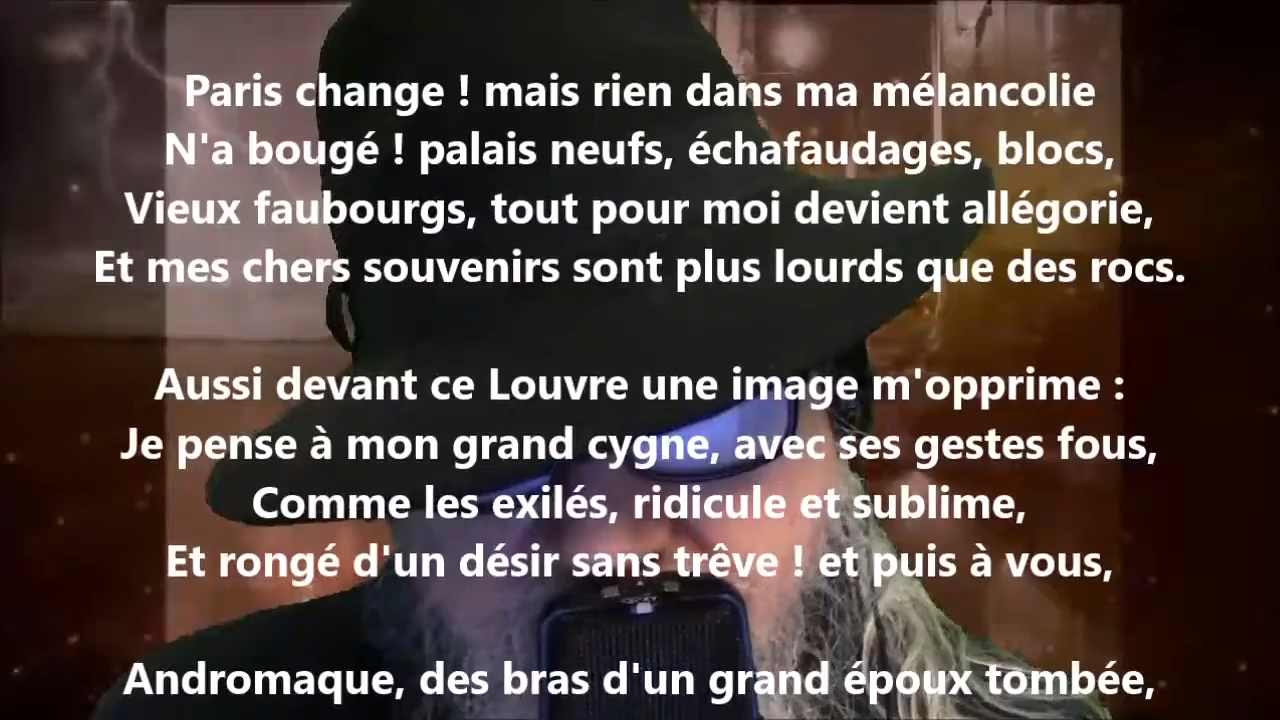 Paris change ! mais rien dans ma mélancolie
N'a bougé ! palais neufs, échafaudages, blocs,
Vieux faubourgs, tout pour moi devient allégorie,
Et mes chers souvenirs sont plus lourds que des rocs.
Aussi devant ce Louvre une image m'opprime :
Je pense à mon grand cygne, avec ses gestes fous,
Comme les exilés, ridicule et sublime,
Et rongé d'un désir sans trêve ! et puis à vous,
Andromaque, des bras d'un grand époux tombée,